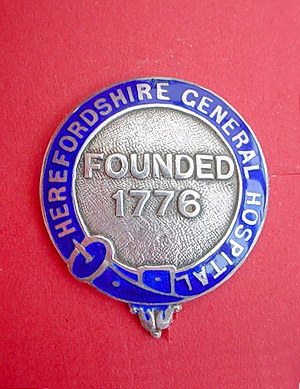 HEREFORDSHIRE GENERAL HOSPITAL
FOUNDED
1776